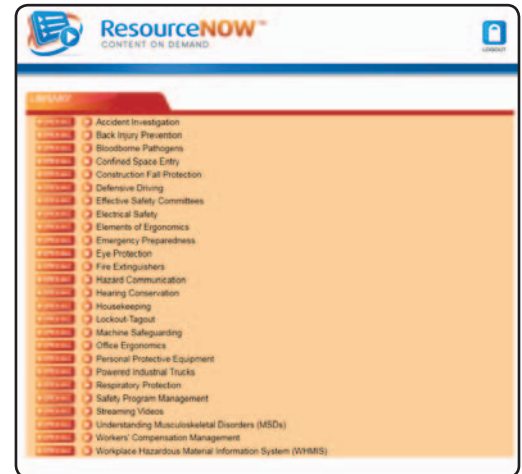 ResourceNOW™
CONTENT ON DEMAND
LOGOUT
LIBRARY
Accident Investigation
Back Injury Prevention
Bloodborne Pathogens
Confined Space Entry
Construction Fall Protection
Defensive Driving
Effective Safety Committees
Electrical Safety
Elements of Ergonomics
Emergency Preparedness
Eye Protection
Fire Extinguishers
Hazard Communication
Hearing Conservation
Housekeeping
Lockout-Tagout
Machine Safeguarding
Office Ergonomics
Personal Protective Equipment
Powered Industrial Trucks
Respiratory Protection
Safety Program Management
Streaming Videos
Understanding Musculoskeletal Disorders (MSDs)
Workers' Compensation Management
Workplace Hazardous Material Information System (WHMIS)